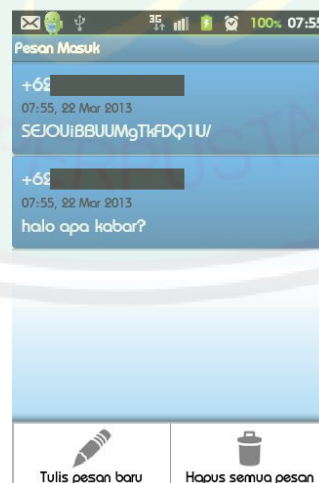 3G 100% 07:55
Pesan Masuk
+62
07:55, 22 Mar 2013
SEJOUiBBUUMgTkFDQ1U/
+62
07:55, 22 Mar 2013
halo apa kabar?
Tulis pesan baru
Hapus semua pesan